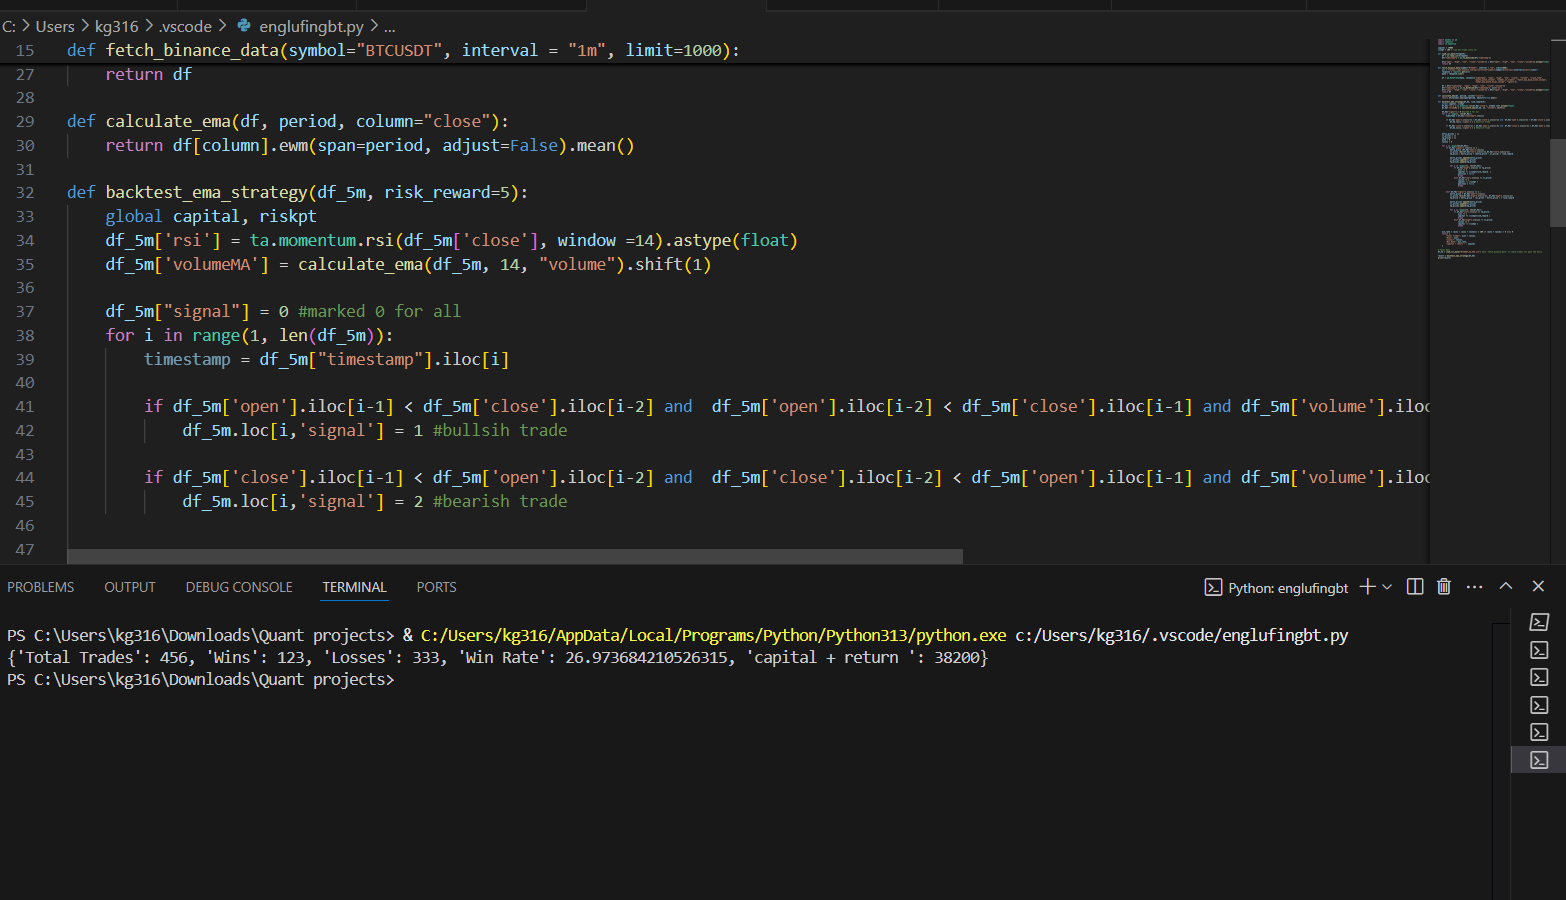 C: > Users > kg316 > .vscode > englufingbt.py > ...
15 def fetch_binance_data(symbol="BTCUSDT", interval = "1m", limit=1000):
27 return df
28
29 def calculate_ema(df, period, column="close"):
30 return df[column].ewm(span=period, adjust=False).mean()
31
32 def backtest_ema_strategy(df_5m, risk_reward=5):
33 global capital, riskpt
34 df_5m['rsi'] = ta.momentum.rsi(df_5m['close'], window =14).astype(float)
35 df_5m['volumeMA'] = calculate_ema(df_5m, 14, "volume").shift(1)
36
37 df_5m["signal"] = 0 #marked 0 for all
38 for i in range(1, len(df_5m)):
39 timestamp = df_5m["timestamp"].iloc[i]
40
41 if df_5m['open'].iloc[i-1] < df_5m['close'].iloc[i-2] and  df_5m['open'].iloc[i-2] < df_5m['close'].iloc[i-1] and df_5m['volume'].iloc
42 df_5m.loc[i,'signal'] = 1 #bullsih trade
43
44 if df_5m['close'].iloc[i-1] < df_5m['open'].iloc[i-2] and  df_5m['close'].iloc[i-2] < df_5m['open'].iloc[i-1] and df_5m['volume'].iloc
45 df_5m.loc[i,'signal'] = 2 #bearish trade
46
47
PROBLEMS OUTPUT DEBUG CONSOLE TERMINAL PORTS Python: englufingbt
PS C:\Users\kg316\Downloads\Quant projects> & C:/Users/kg316/AppData/Local/Programs/Python/Python313/python.exe c:/Users/kg316/.vscode/englufingbt.py
{'Total Trades': 456, 'Wins': 123, 'Losses': 333, 'Win Rate': 26.973684210526315, 'capital + return ': 38200}
PS C:\Users\kg316\Downloads\Quant projects>